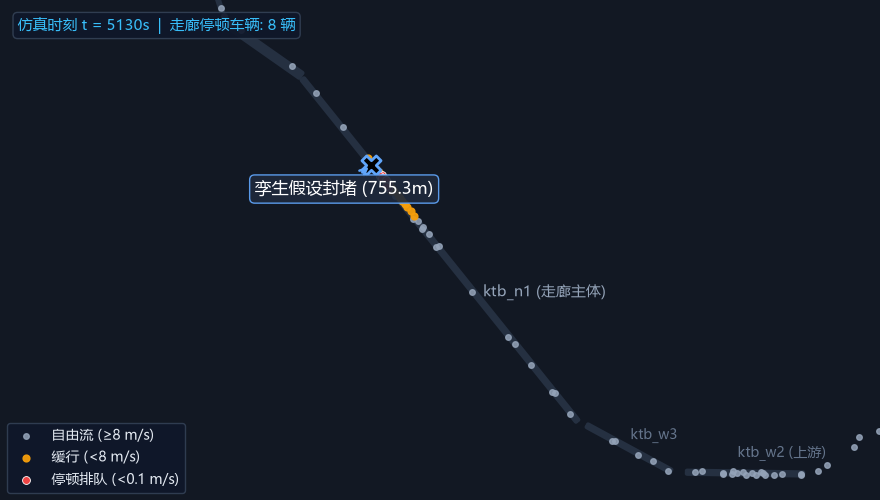 仿真时刻 t = 5130s | 走廊停顿车辆: 8 辆
孪生假设封堵 (755.3m)
ktb_n1 (走廊主体)
ktb_w3
ktb_w2 (上游)
自由流 (≥8 m/s)
缓行 (<8 m/s)
停顿排队 (<0.1 m/s)